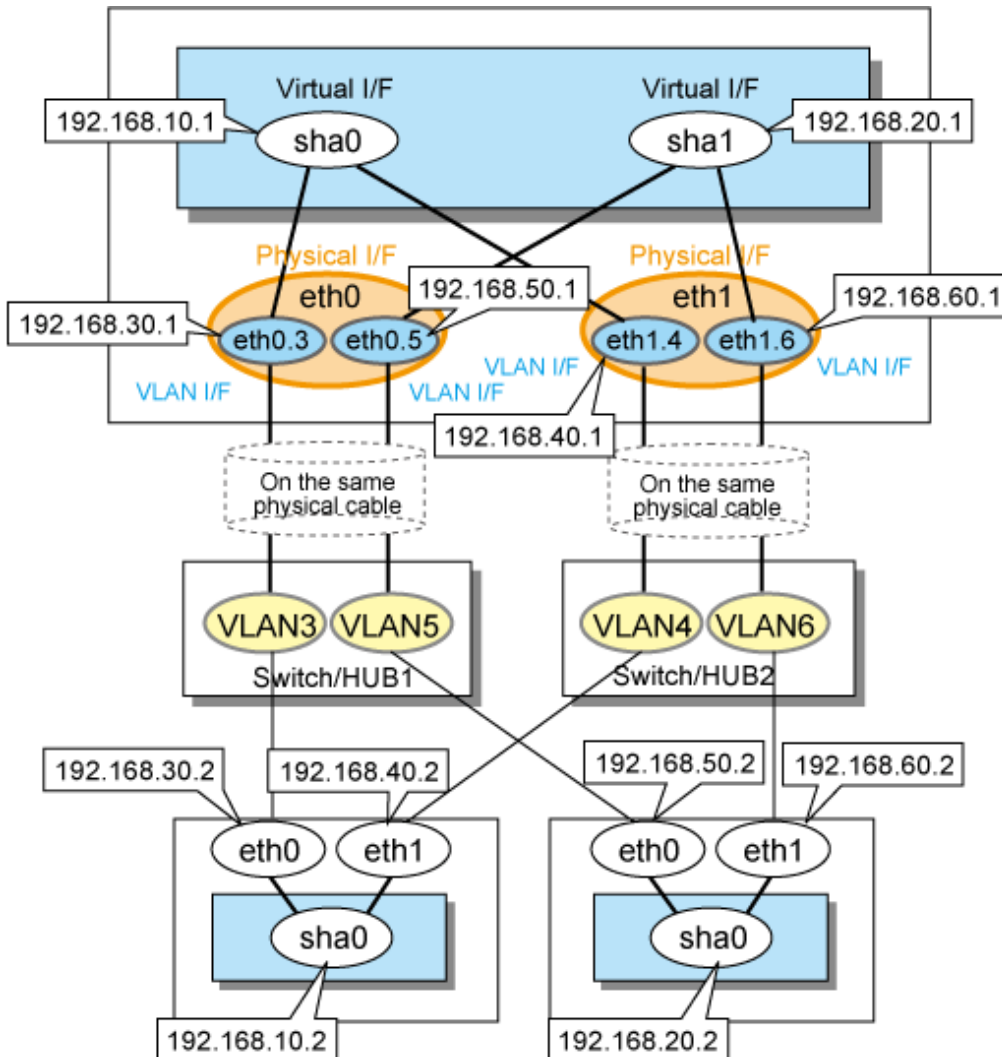 Virtual I/F
Virtual I/F
192.168.10.1
sha0
sha1
192.168.20.1
Physical I/F
Physical I/F
eth0
192.168.50.1
eth1
192.168.60.1
192.168.30.1
eth0.3
eth0.5
eth1.4
eth1.6
VLAN I/F
VLAN I/F
VLAN I/F
VLAN I/F
192.168.40.1
On the same
physical cable
On the same
physical cable
VLAN3
VLAN5
VLAN4
VLAN6
Switch/HUB1
Switch/HUB2
192.168.30.2
192.168.40.2
192.168.50.2
192.168.60.2
eth0
eth1
eth0
eth1
sha0
sha0
192.168.10.2
192.168.20.2